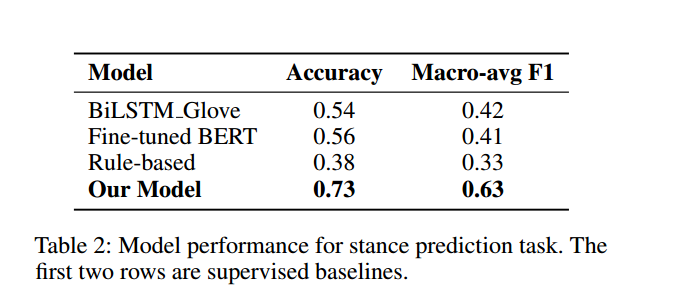 Model Accuracy Macro-avg F1
BiLSTM_Glove 0.54 0.42
Fine-tuned BERT 0.56 0.41
Rule-based 0.38 0.33
Our Model 0.73 0.63
Table 2: Model performance for stance prediction task. The
first two rows are supervised baselines.